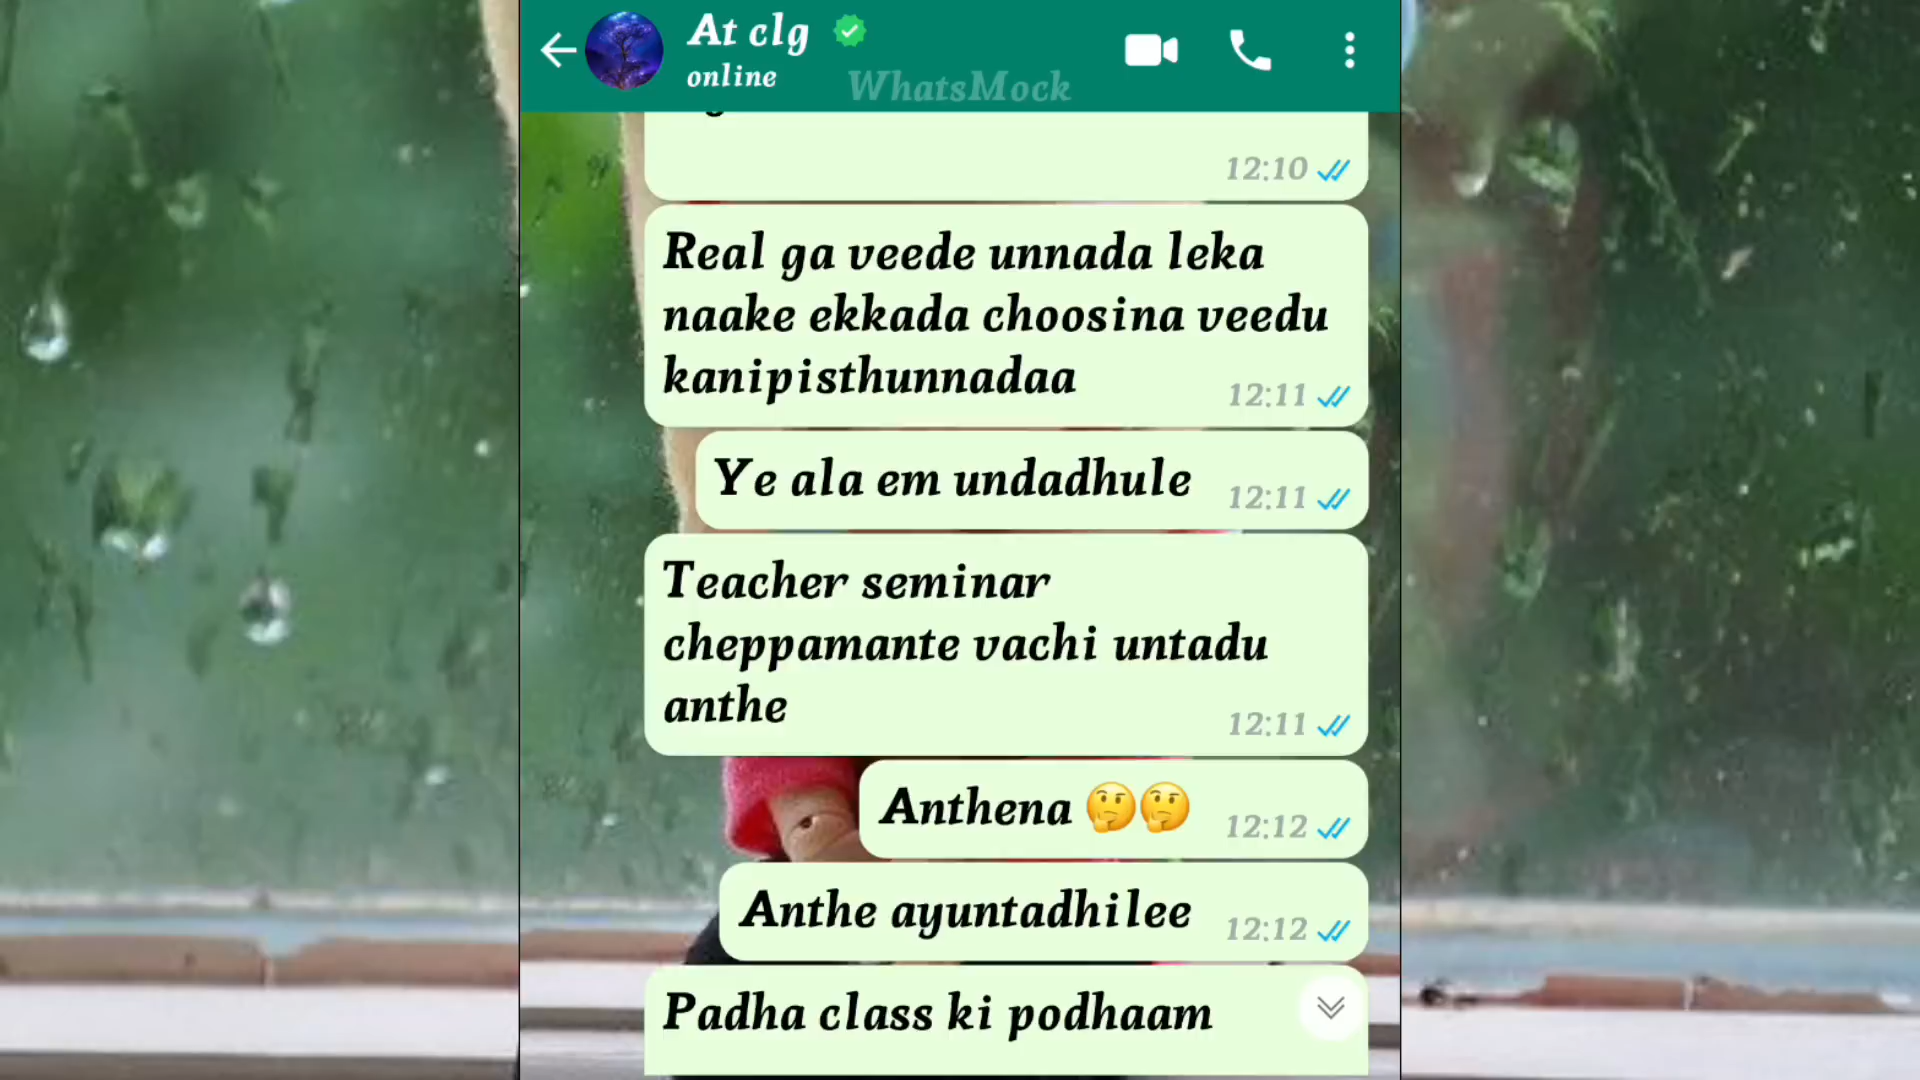 At clg
online
WhatsMock
12:10
Real ga veede unnada leka
naake ekkada choosina veedu
kanipisthunnadaa
12:11
Ye ala em undadhule
12:11
Teacher seminar
cheppamante vachi untadu
anthe
12:11
Anthena 🤔🤔
12:12
Anthe ayuntadhilee
12:12
Padha class ki podhaam